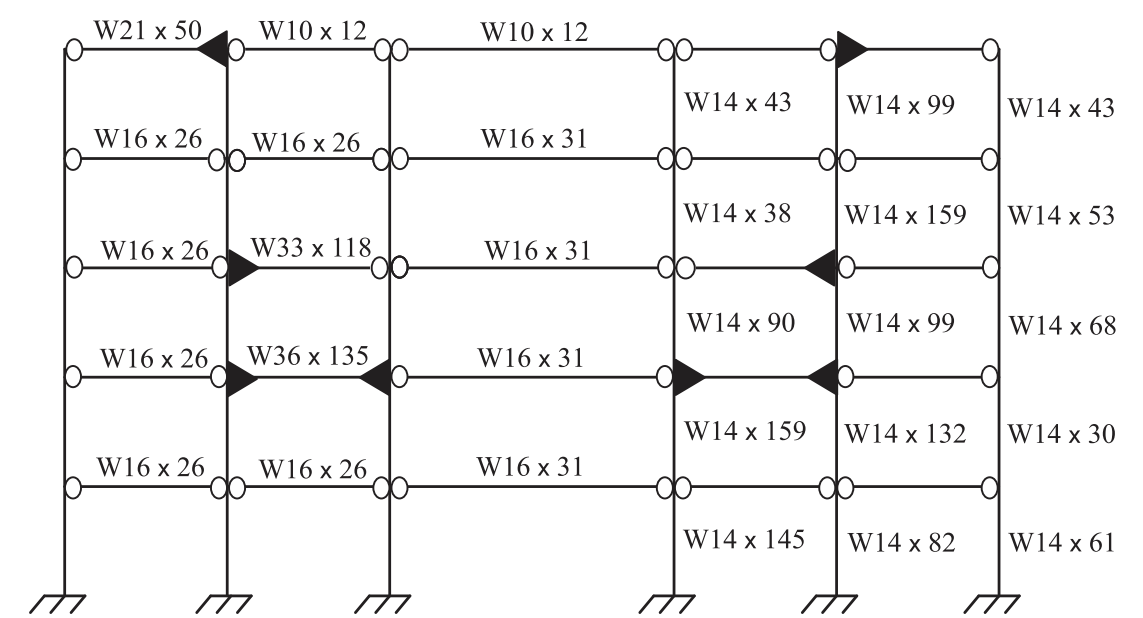 W21 x 50 W10 x 12 W10 x 12
W14 x 43 W14 x 99 W14 x 43
W16 x 26 W16 x 26 W16 x 31
W14 x 38 W14 x 159 W14 x 53
W16 x 26 W33 x 118 W16 x 31
W14 x 90 W14 x 99 W14 x 68
W16 x 26 W36 x 135 W16 x 31
W14 x 159 W14 x 132 W14 x 30
W16 x 26 W16 x 26 W16 x 31
W14 x 145 W14 x 82 W14 x 61